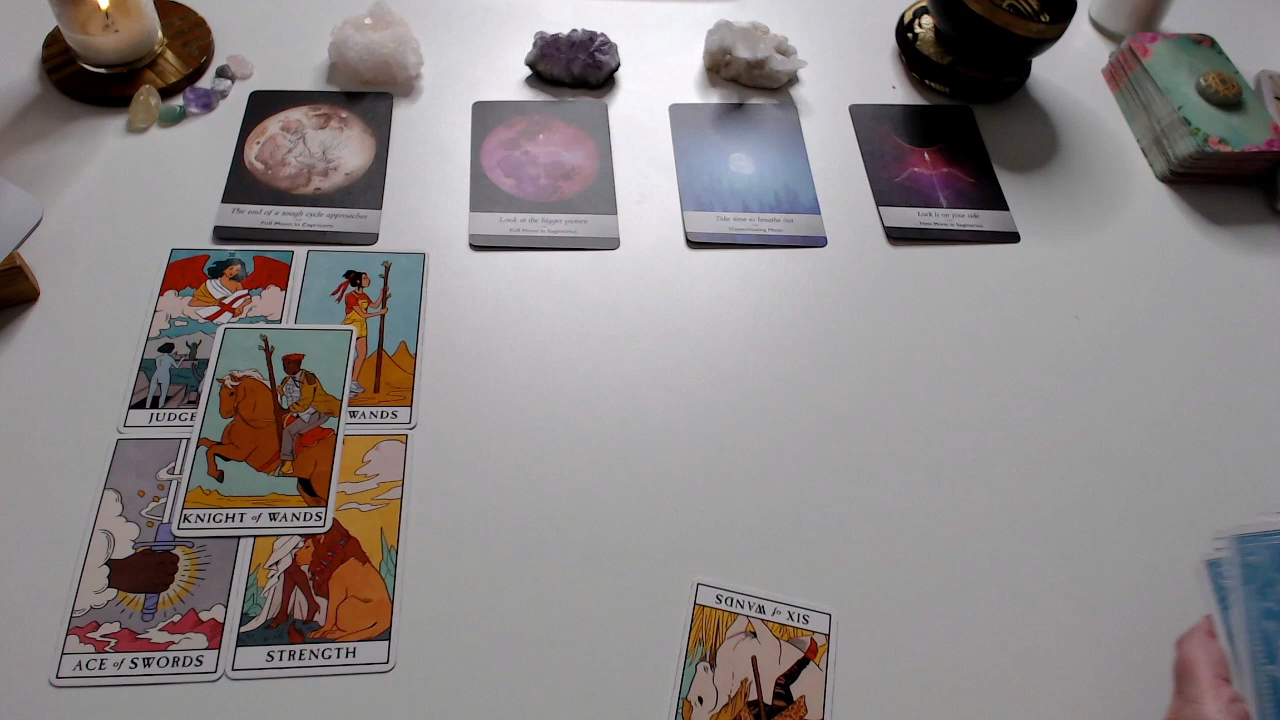 The end of a tough cycle approaches
Full Moon in Capricorn
Look at the bigger picture
Full Moon in Sagittarius
Take time to breathe out
Disseminating Moon
Luck is on your side
New Moon in Sagittarius
JUDGE
WANDS
KNIGHT of WANDS
ACE of SWORDS
STRENGTH
SIX of WANDS